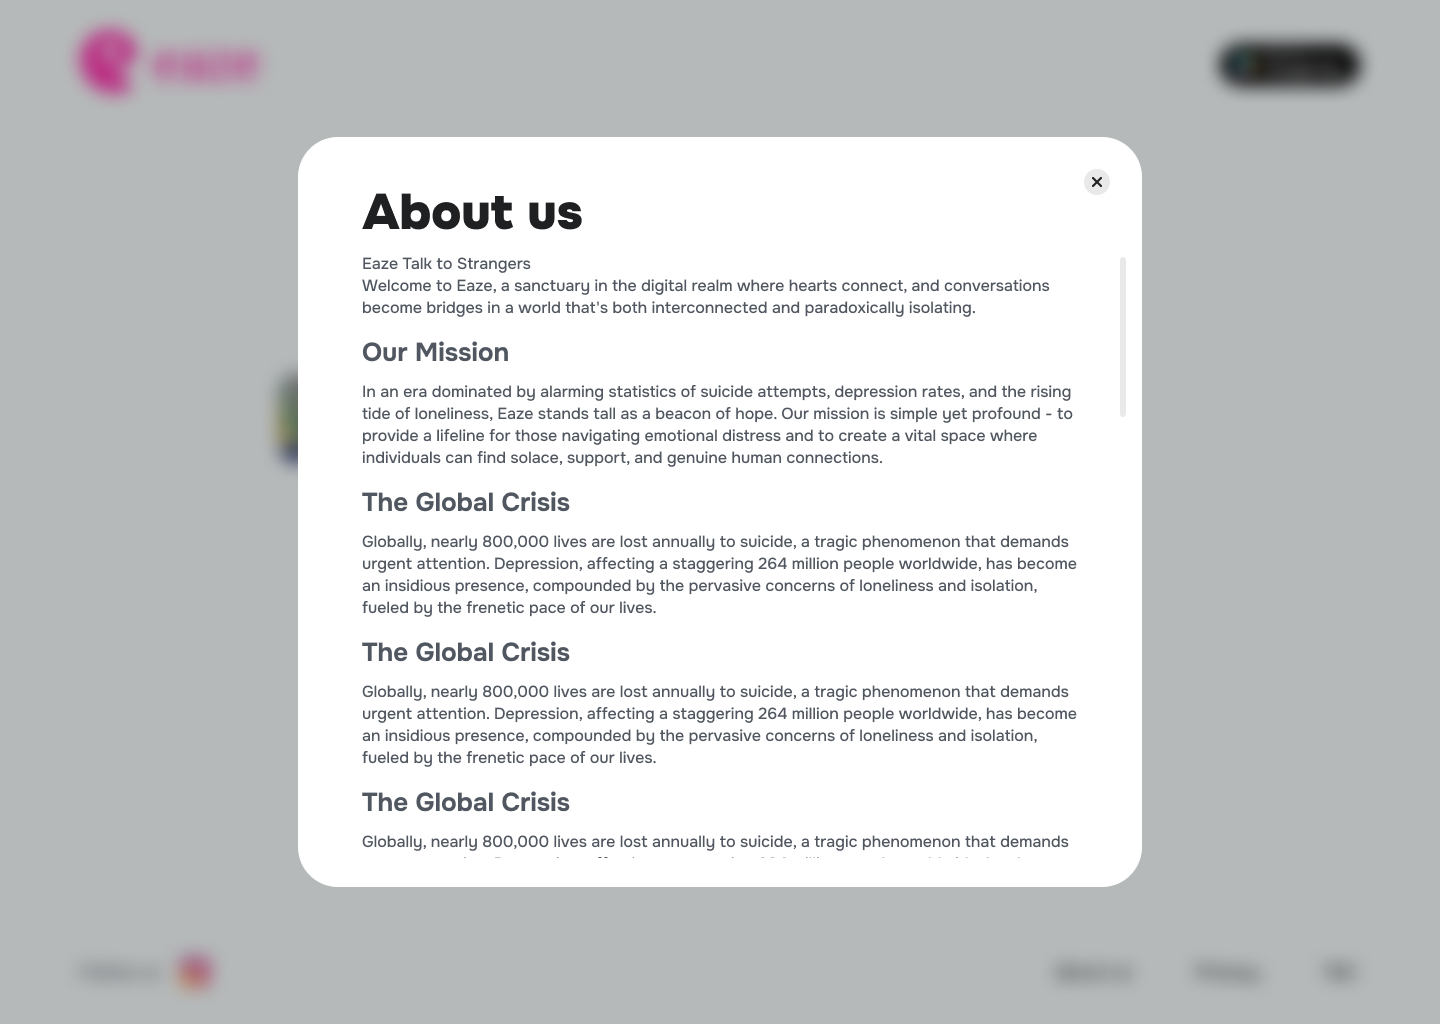 EAZE
About us
Eaze Talk to Strangers
Welcome to Eaze, a sanctuary in the digital realm where hearts connect, and conversations
become bridges in a world that's both interconnected and paradoxically isolating.
Our Mission
In an era dominated by alarming statistics of suicide attempts, depression rates, and the rising
tide of loneliness, Eaze stands tall as a beacon of hope. Our mission is simple yet profound - to
provide a lifeline for those navigating emotional distress and to create a vital space where
individuals can find solace, support, and genuine human connections.
The Global Crisis
Globally, nearly 800,000 lives are lost annually to suicide, a tragic phenomenon that demands
urgent attention. Depression, affecting a staggering 264 million people worldwide, has become
an insidious presence, compounded by the pervasive concerns of loneliness and isolation,
fueled by the frenetic pace of our lives.
The Global Crisis
Globally, nearly 800,000 lives are lost annually to suicide, a tragic phenomenon that demands
urgent attention. Depression, affecting a staggering 264 million people worldwide, has become
an insidious presence, compounded by the pervasive concerns of loneliness and isolation,
fueled by the frenetic pace of our lives.
The Global Crisis
Globally, nearly 800,000 lives are lost annually to suicide, a tragic phenomenon that demands
About us
Privacy